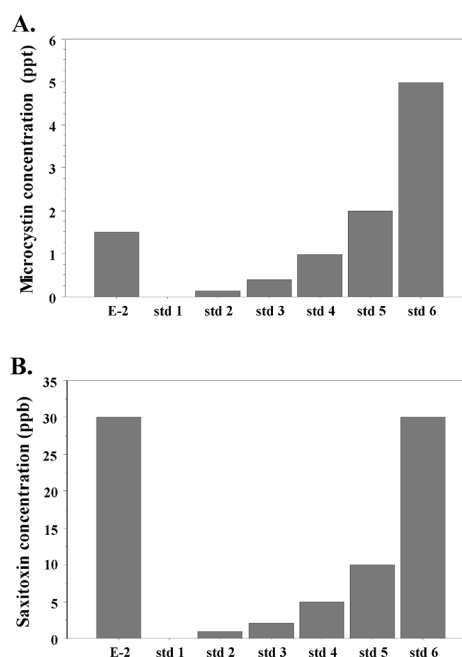 A.
Microcystin concentration (ppt)
6
5
4
3
2
1
0
E-2 std 1 std 2 std 3 std 4 std 5 std 6
B.
Saxitoxin concentration (ppb)
35
30
25
20
15
10
5
0
E-2 std 1 std 2 std 3 std 4 std 5 std 6